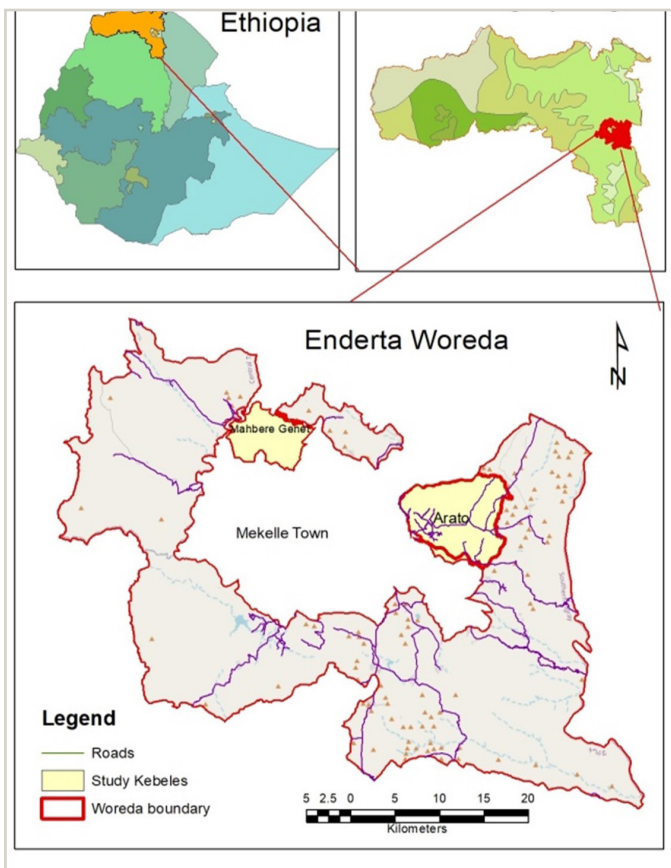 Ethiopia
Enderta Woreda
N
Mahbere Genet
Arato
Mekelle Town
Legend
Roads
Study Kebeles
Woreda boundary
5 2.5 0 5 10 15 20
Kilometers